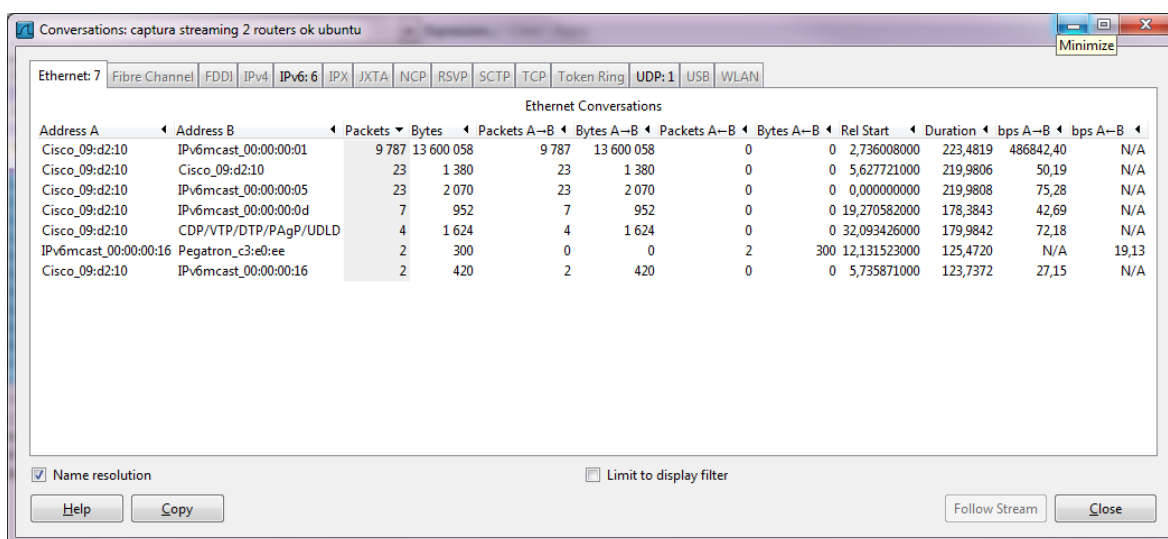 Conversations: captura streaming 2 routers ok ubuntu
Minimize
Ethernet: 7 Fibre Channel FDDI IPv4 IPv6: 6 IPX JXTA NCP RSVP SCTP TCP Token Ring UDP: 1 USB WLAN
Ethernet Conversations
Address A Address B Packets Bytes Packets A→B Bytes A→B Packets A←B Bytes A←B Rel Start Duration bps A→B bps A←B
Cisco_09:d2:10 IPv6mcast_00:00:00:01 9 787 13 600 058 9 787 13 600 058 0 0 2,736008000 223,4819 486842,40 N/A
Cisco_09:d2:10 Cisco_09:d2:10 23 1 380 23 1 380 0 0 5,627721000 219,9806 50,19 N/A
Cisco_09:d2:10 IPv6mcast_00:00:00:05 23 2 070 23 2 070 0 0 0,000000000 219,9808 75,28 N/A
Cisco_09:d2:10 IPv6mcast_00:00:00:0d 7 952 7 952 0 0 19,270582000 178,3843 42,69 N/A
Cisco_09:d2:10 CDP/VTP/DTP/PAgP/UDLD 4 1 624 4 1 624 0 0 32,093426000 179,9842 72,18 N/A
IPv6mcast_00:00:00:16 Pegatron_c3:e0:ee 2 300 0 0 2 300 12,131523000 125,4720 N/A 19,13
Cisco_09:d2:10 IPv6mcast_00:00:00:16 2 420 2 420 0 0 5,735871000 123,7372 27,15 N/A
Name resolution Limit to display filter
Help Copy Follow Stream Close